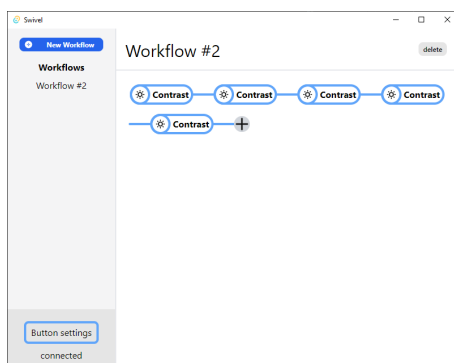 Swivel
New Workflow
Workflows
Workflow #2
Workflow #2
delete
Contrast Contrast Contrast Contrast
Contrast
Button settings
connected